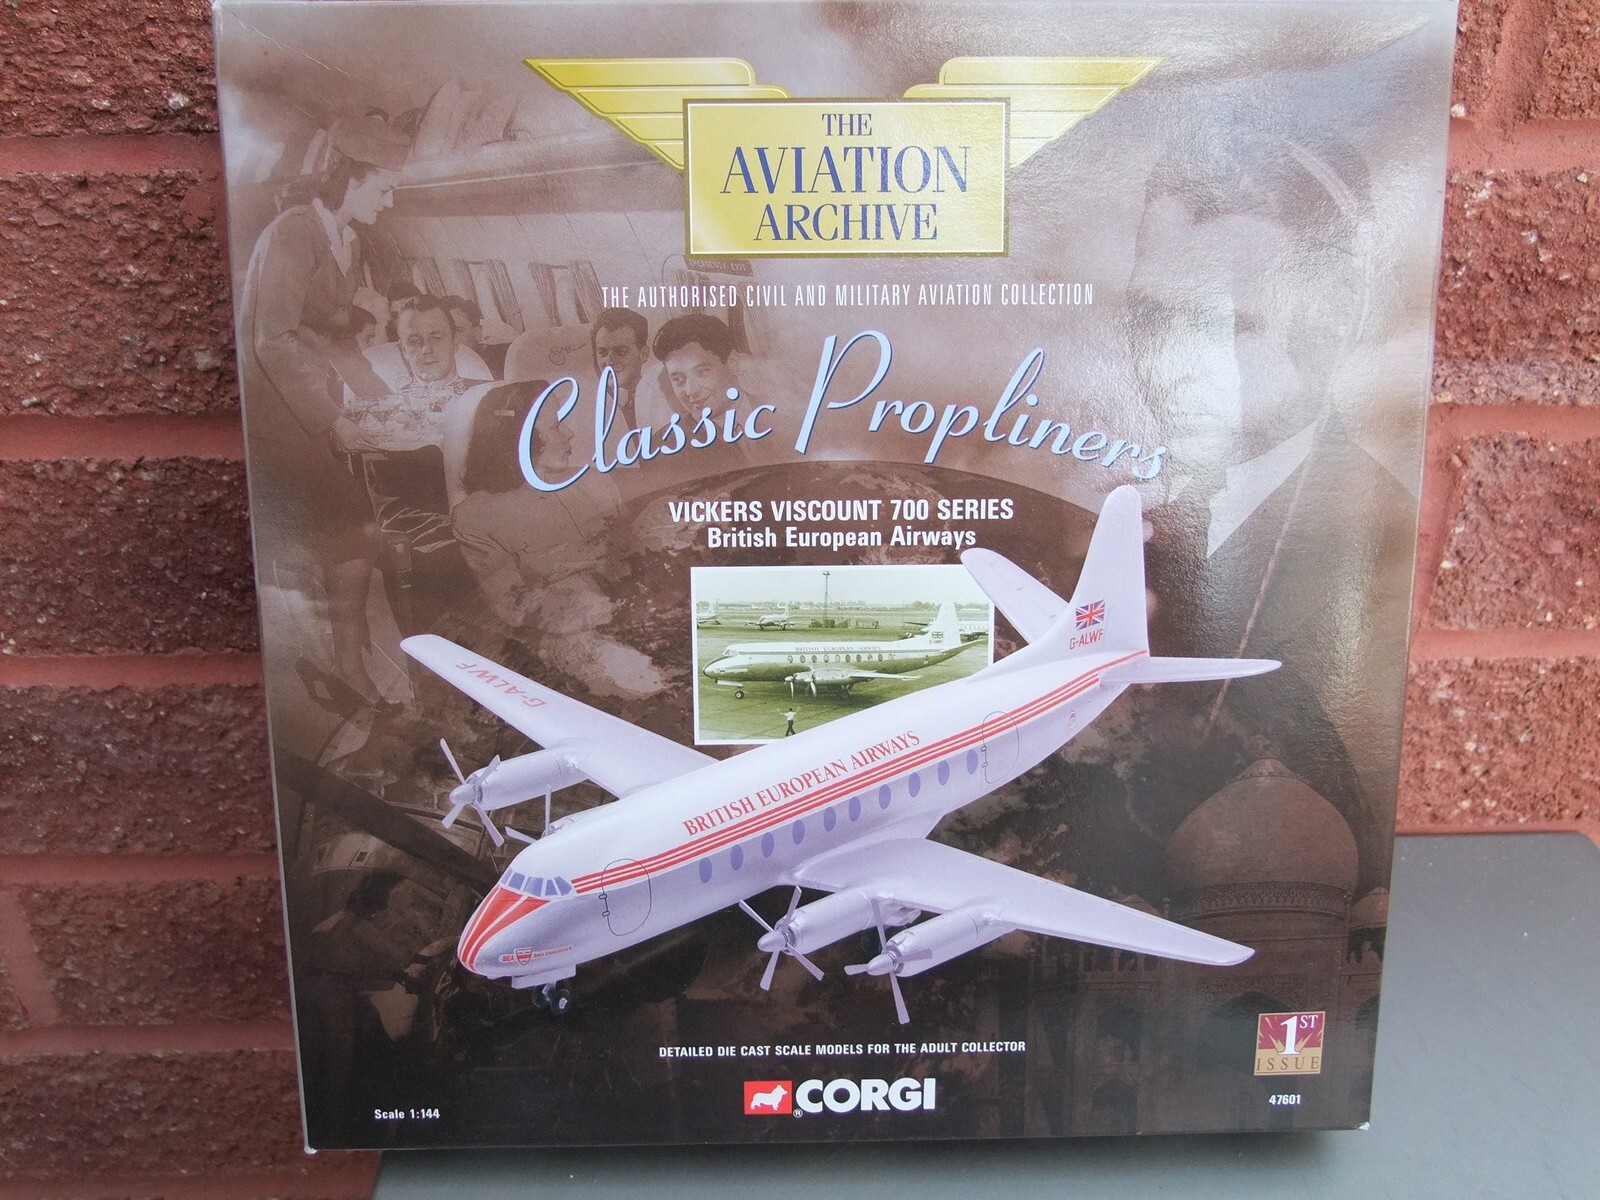 THE
AVIATION
ARCHIVE
EMERGENCY EXIT
THE AUTHORISED CIVIL AND MILITARY AVIATION COLLECTION
Classic Propliners
VICKERS VISCOUNT 700 SERIES
British European Airways
G-ALWF
G-ALWF
BRITISH EUROPEAN AIRWAYS
BRITISH EUROPEAN AIRWAYS
BEA
1ST
ISSUE
DETAILED DIE CAST SCALE MODELS FOR THE ADULT COLLECTOR
CORGI
®
Scale 1:144
47601